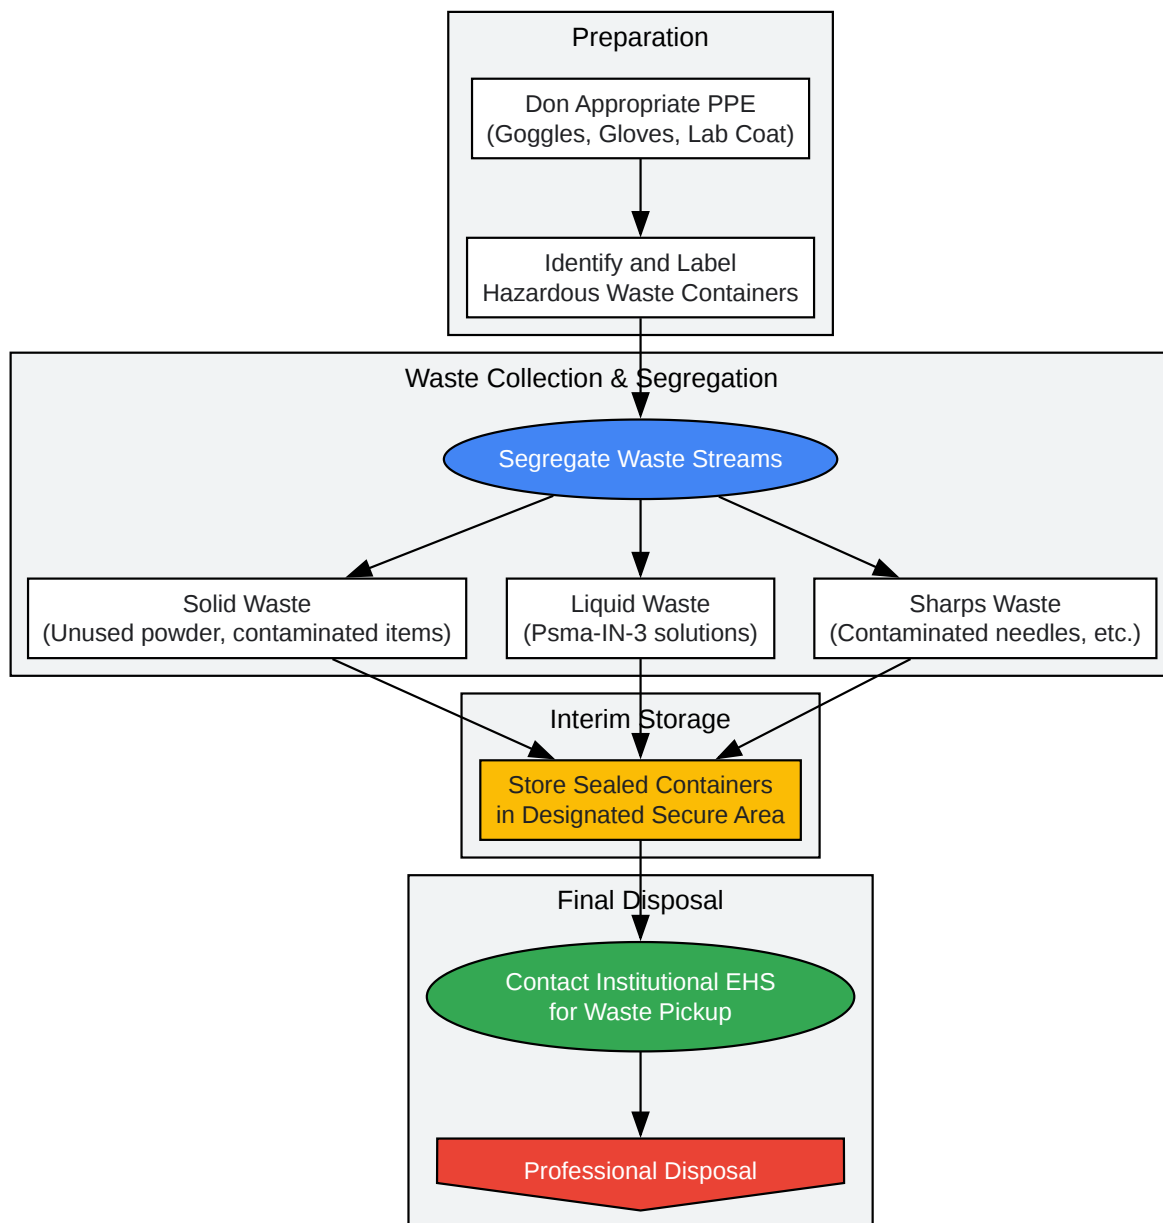 Preparation
Don Appropriate PPE
(Goggles, Gloves, Lab Coat)
Identify and Label
Hazardous Waste Containers
Waste Collection & Segregation
Segregate Waste Streams
Solid Waste
(Unused powder, contaminated items)
Liquid Waste
(Psma-IN-3 solutions)
Sharps Waste
(Contaminated needles, etc.)
Interim Storage
Store Sealed Containers
in Designated Secure Area
Final Disposal
Contact Institutional EHS
for Waste Pickup
Professional Disposal